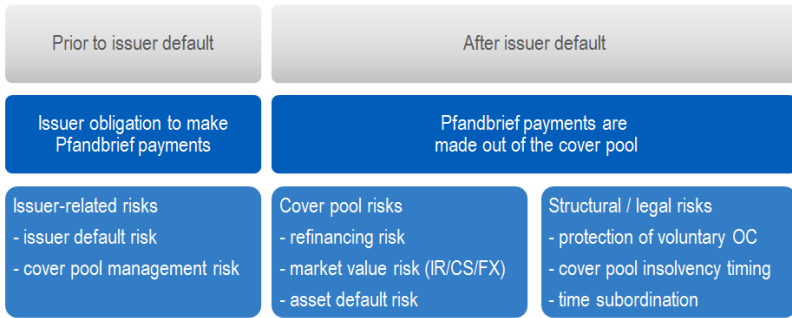 Prior to issuer default
After issuer default
Issuer obligation to make
Pfandbrief payments
Pfandbrief payments are
made out of the cover pool
Issuer-related risks
- issuer default risk
- cover pool management risk
Cover pool risks
- refinancing risk
- market value risk (IR/CS/FX)
- asset default risk
Structural / legal risks
- protection of voluntary OC
- cover pool insolvency timing
- time subordination